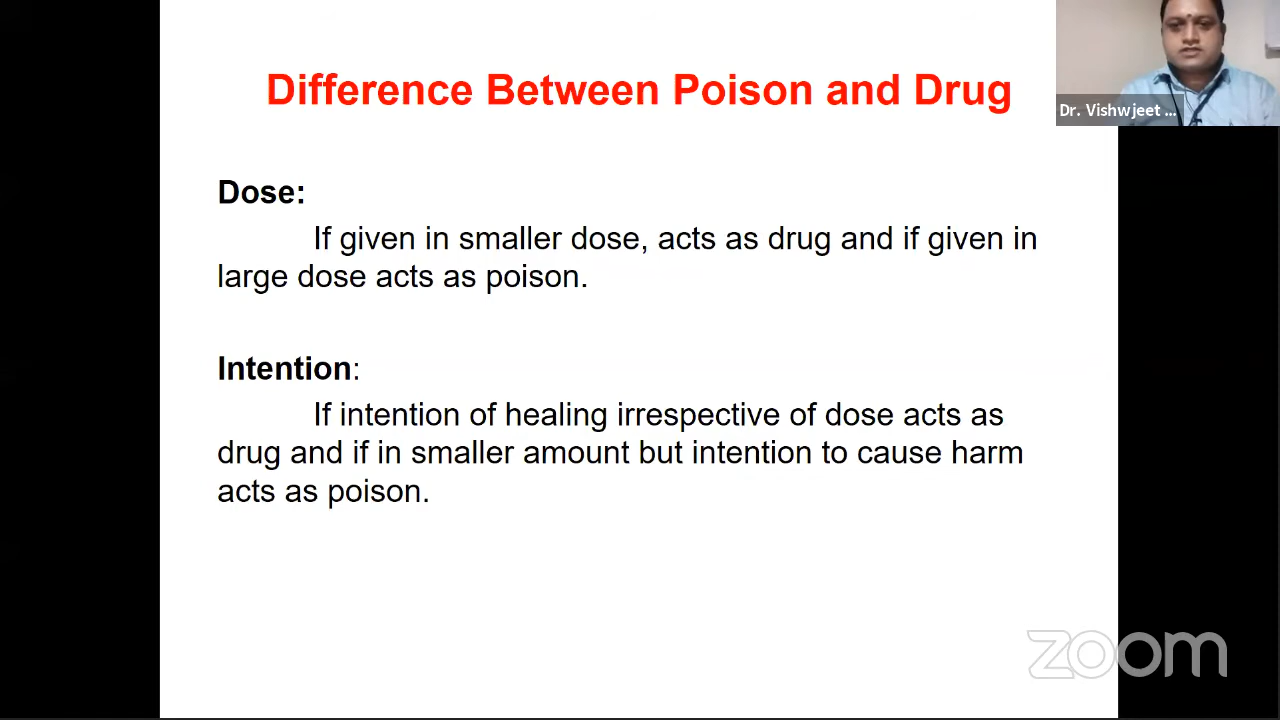 Difference Between Poison and Drug
Dr. Vishwjeet ...
Dose:
If given in smaller dose, acts as drug and if given in
large dose acts as poison.
Intention:
If intention of healing irrespective of dose acts as
drug and if in smaller amount but intention to cause harm
acts as poison.
zoom